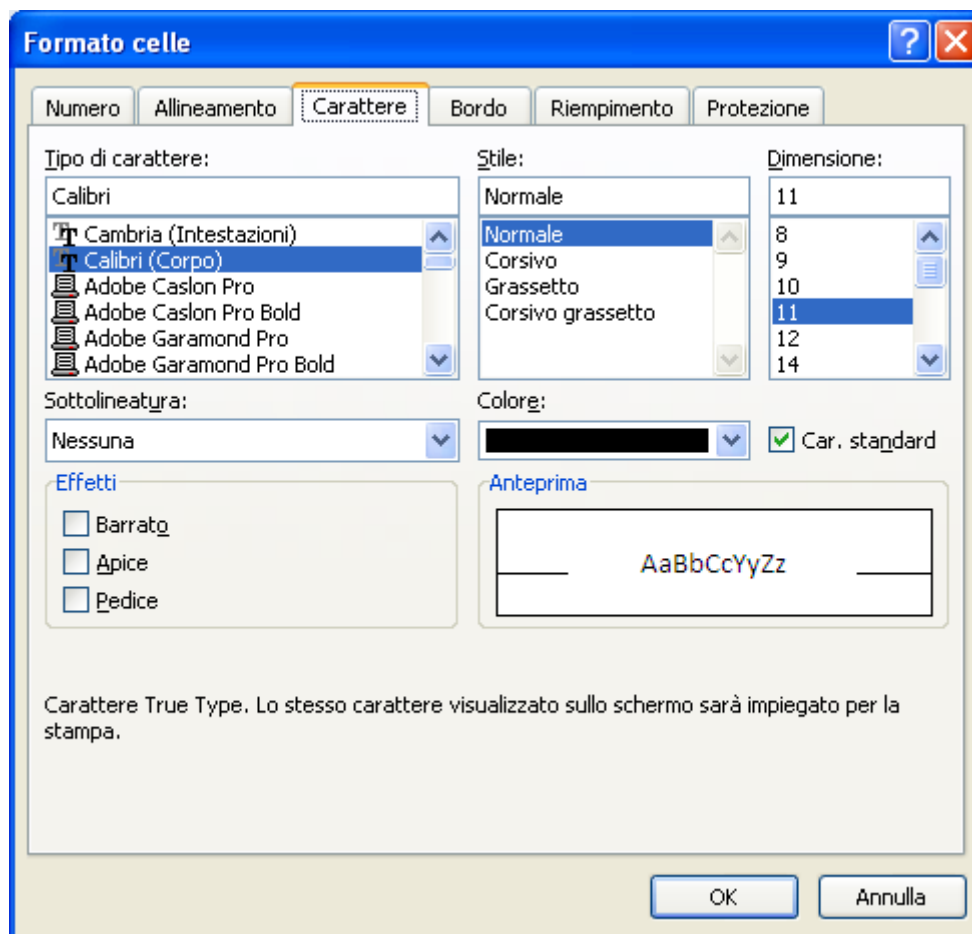 Formato celle
Numero Allineamento Carattere Bordo Riempimento Protezione
Tipo di carattere: Stile: Dimensione:
Calibri Normale 11
Cambria (Intestazioni) Normale 8
Calibri (Corpo) Corsivo 9
Adobe Caslon Pro Grassetto 10
Adobe Caslon Pro Bold Corsivo grassetto 11
Adobe Garamond Pro 12
Adobe Garamond Pro Bold 14
Sottolineatura: Colore:
Nessuna Car. standard
Effetti Anteprima
Barrato
Apice AaBbCcYyZz
Pedice
Carattere True Type. Lo stesso carattere visualizzato sullo schermo sarà impiegato per la
stampa.
OK Annulla